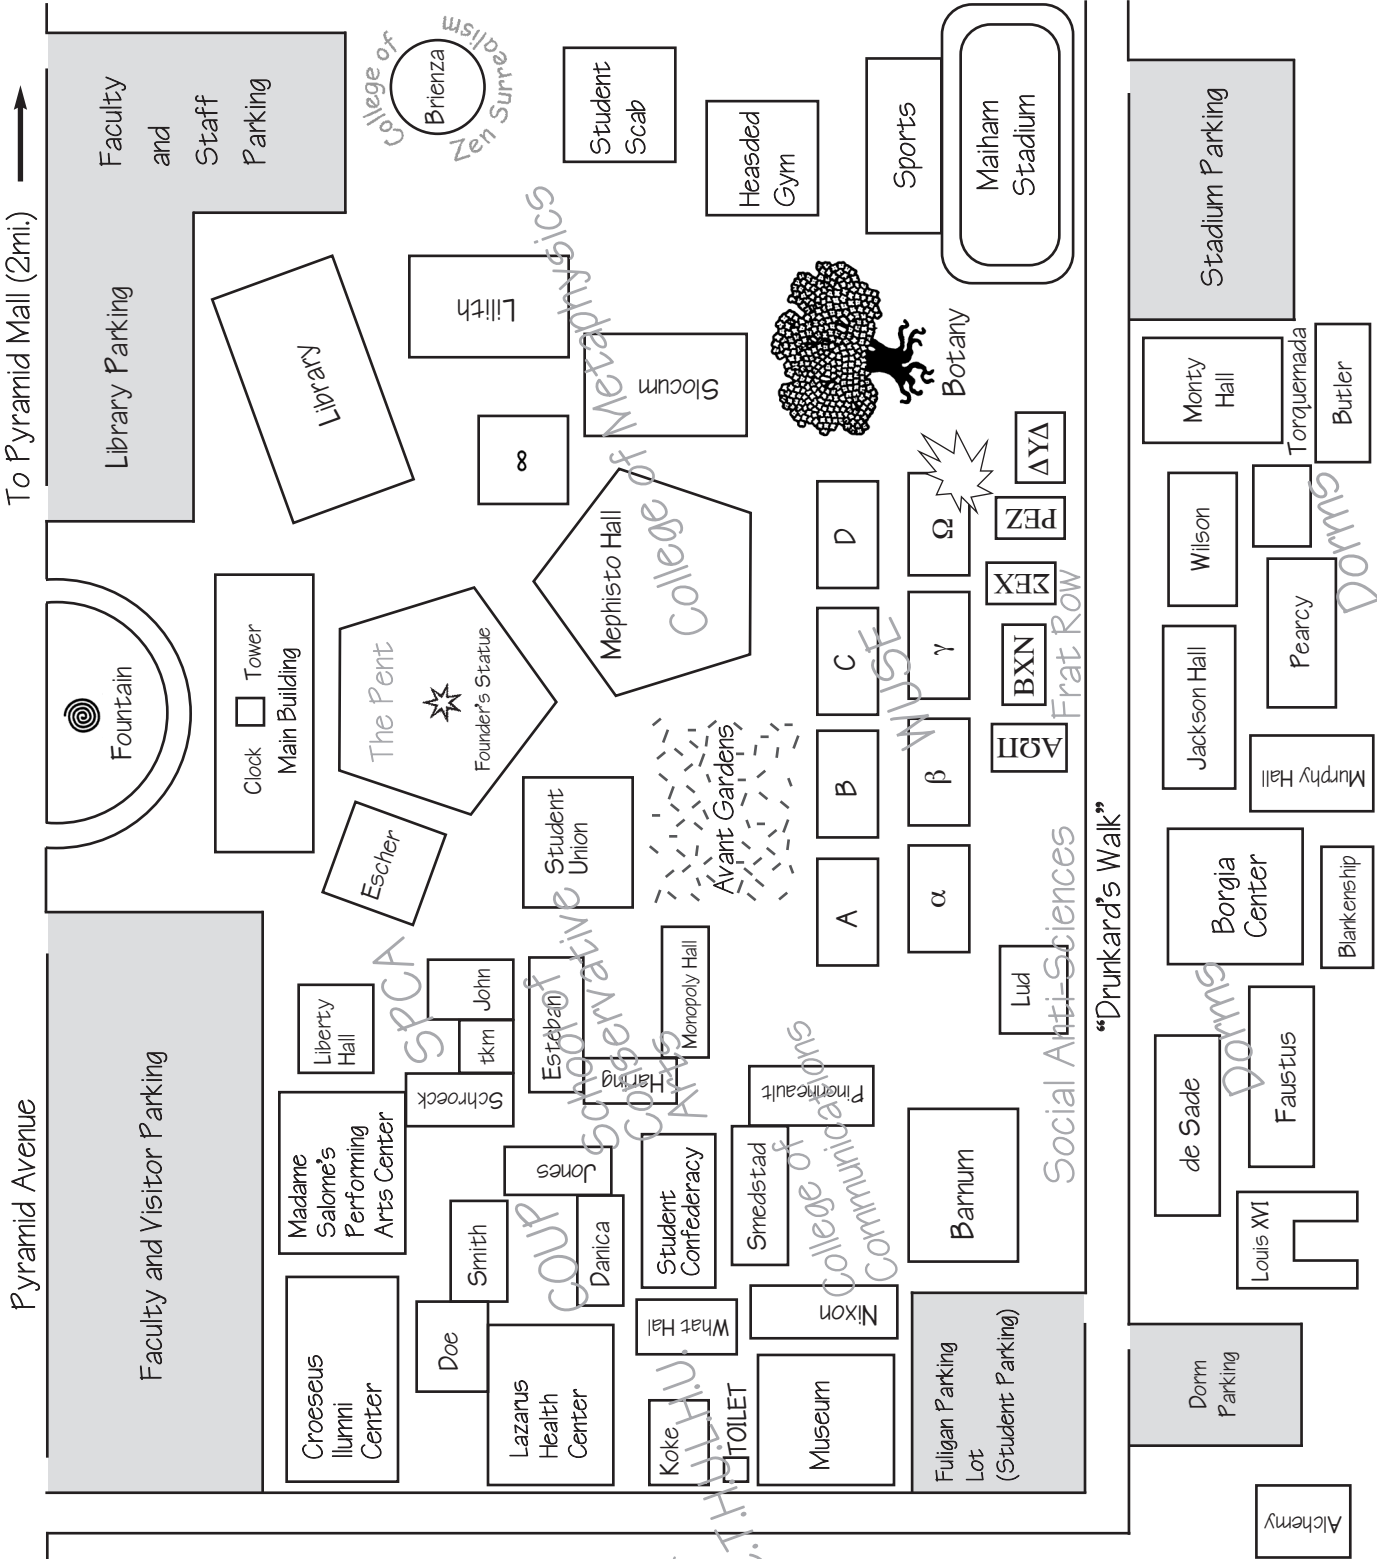 To Pyramid Mall (2mi.)
Pyramid Avenue
Faculty
and
Staff
Parking
Library Parking
Fountain
Faculty and Visitor Parking
College of
Zen Surrealism
Brienza
Student
Scab
Heasded
Gym
Sports
Maiham
Stadium
Stadium Parking
Library
Lilith
College of Metaphysics
Slocum
∞
Botany
Clock
Tower
Main Building
The Pent
Founder's Statue
Mephisto Hall
Escher
Student
Union
Avant Gardens
WUSE
A
B
C
D
α
β
γ
Ω
ΑΩΠ
ΒΧΝ
ΣΕΧ
ΡΕΖ
ΔΥΔ
Frat Row
Liberty
Hall
SPCA
John
tkm
Schroeck
Madame
Salome's
Performing
Arts Center
Croeseus
Ilumni
Center
School of
Conservative
Arts
Esteban
Haring
Monopoly Hall
COUP
Jones
Danica
Smith
Doe
Lazarus
Health
Center
Student
Confederacy
What Hal
Koke
TOILET
Museum
College of
Communications
Pinonneault
Smedstad
Nixon
Barnum
Lud
Social Anti-Sciences
Fuligan Parking
Lot
(Student Parking)
"Drunkard's Walk"
Monty
Hall
Torquemada
Butler
Wilson
Pearcy
Dorms
Jackson Hall
Murphy Hall
Borgia
Center
Blankenship
Dorms
de Sade
Faustus
Louis XVI
Dorm
Parking
Alchemy